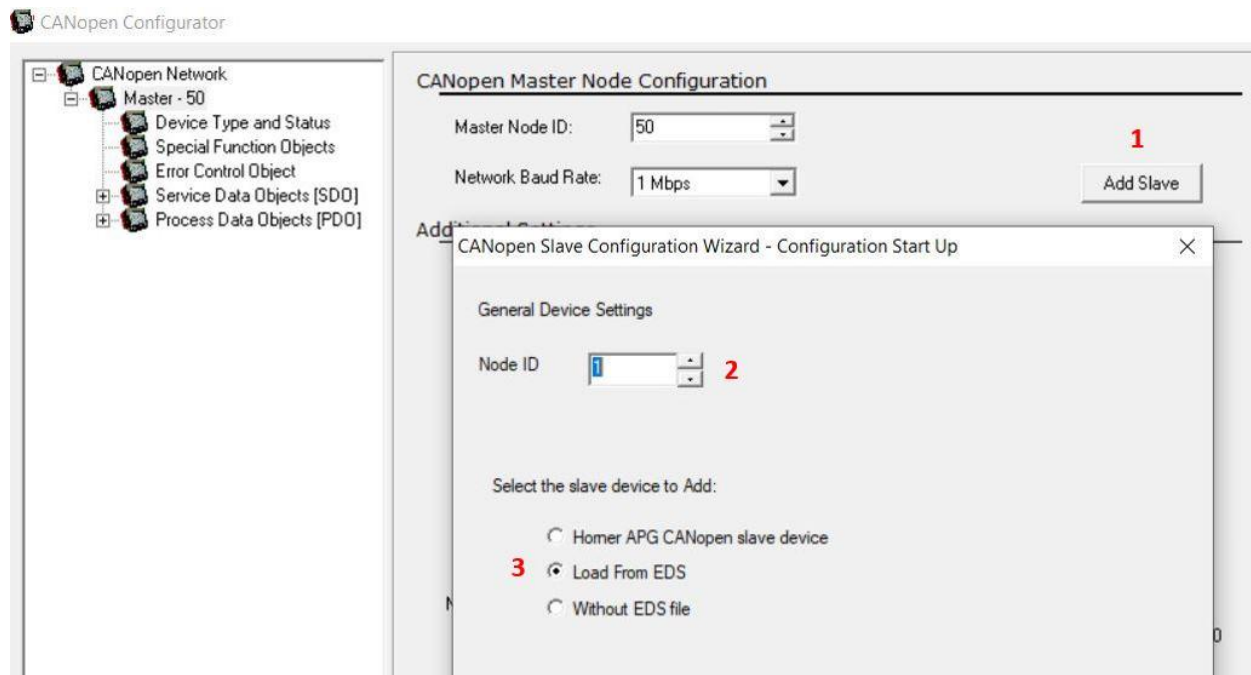 CANopen Configurator
CANopen Network
Master - 50
Device Type and Status
Special Function Objects
Error Control Object
Service Data Objects [SDO]
Process Data Objects [PDO]
CANopen Master Node Configuration
Master Node ID: 50
1
Network Baud Rate: 1 Mbps
Add Slave
CANopen Slave Configuration Wizard - Configuration Start Up
General Device Settings
Node ID 1 2
Select the slave device to Add:
Horner APG CANopen slave device
3 Load From EDS
Without EDS file
0